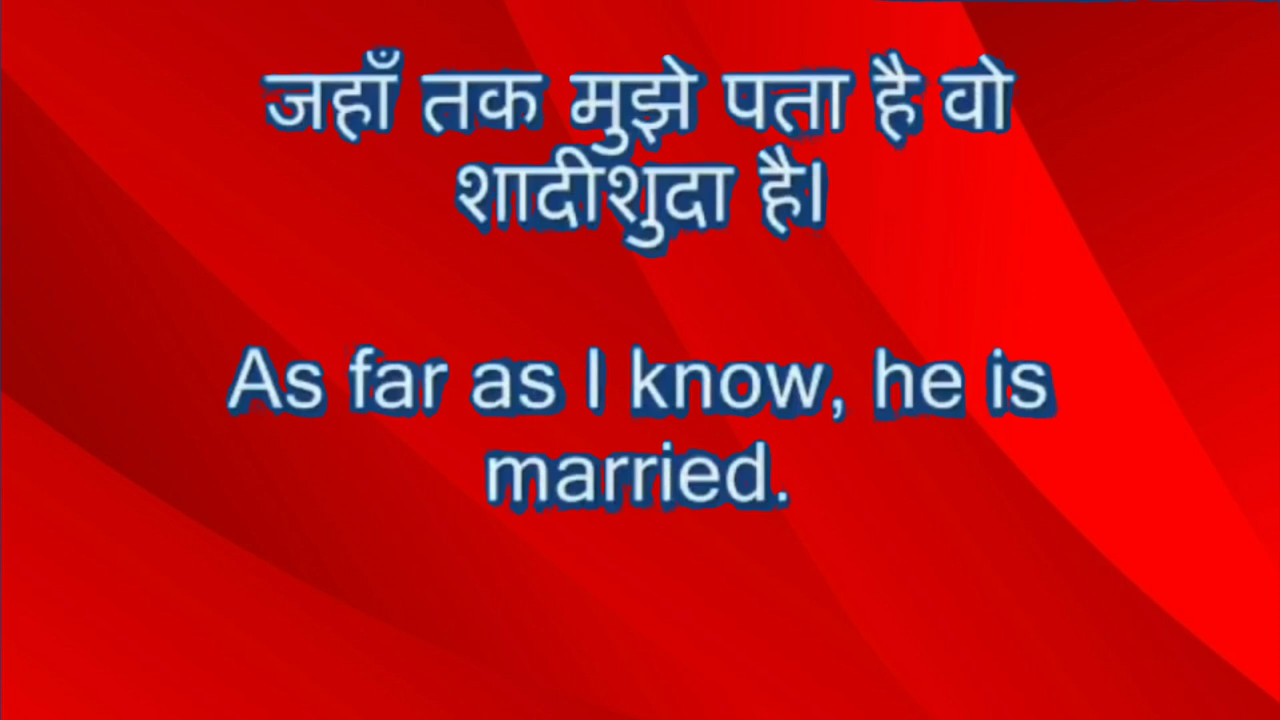 जहाँ तक मुझे पता है वो
शादीशुदा है।
As far as I know, he is
married.